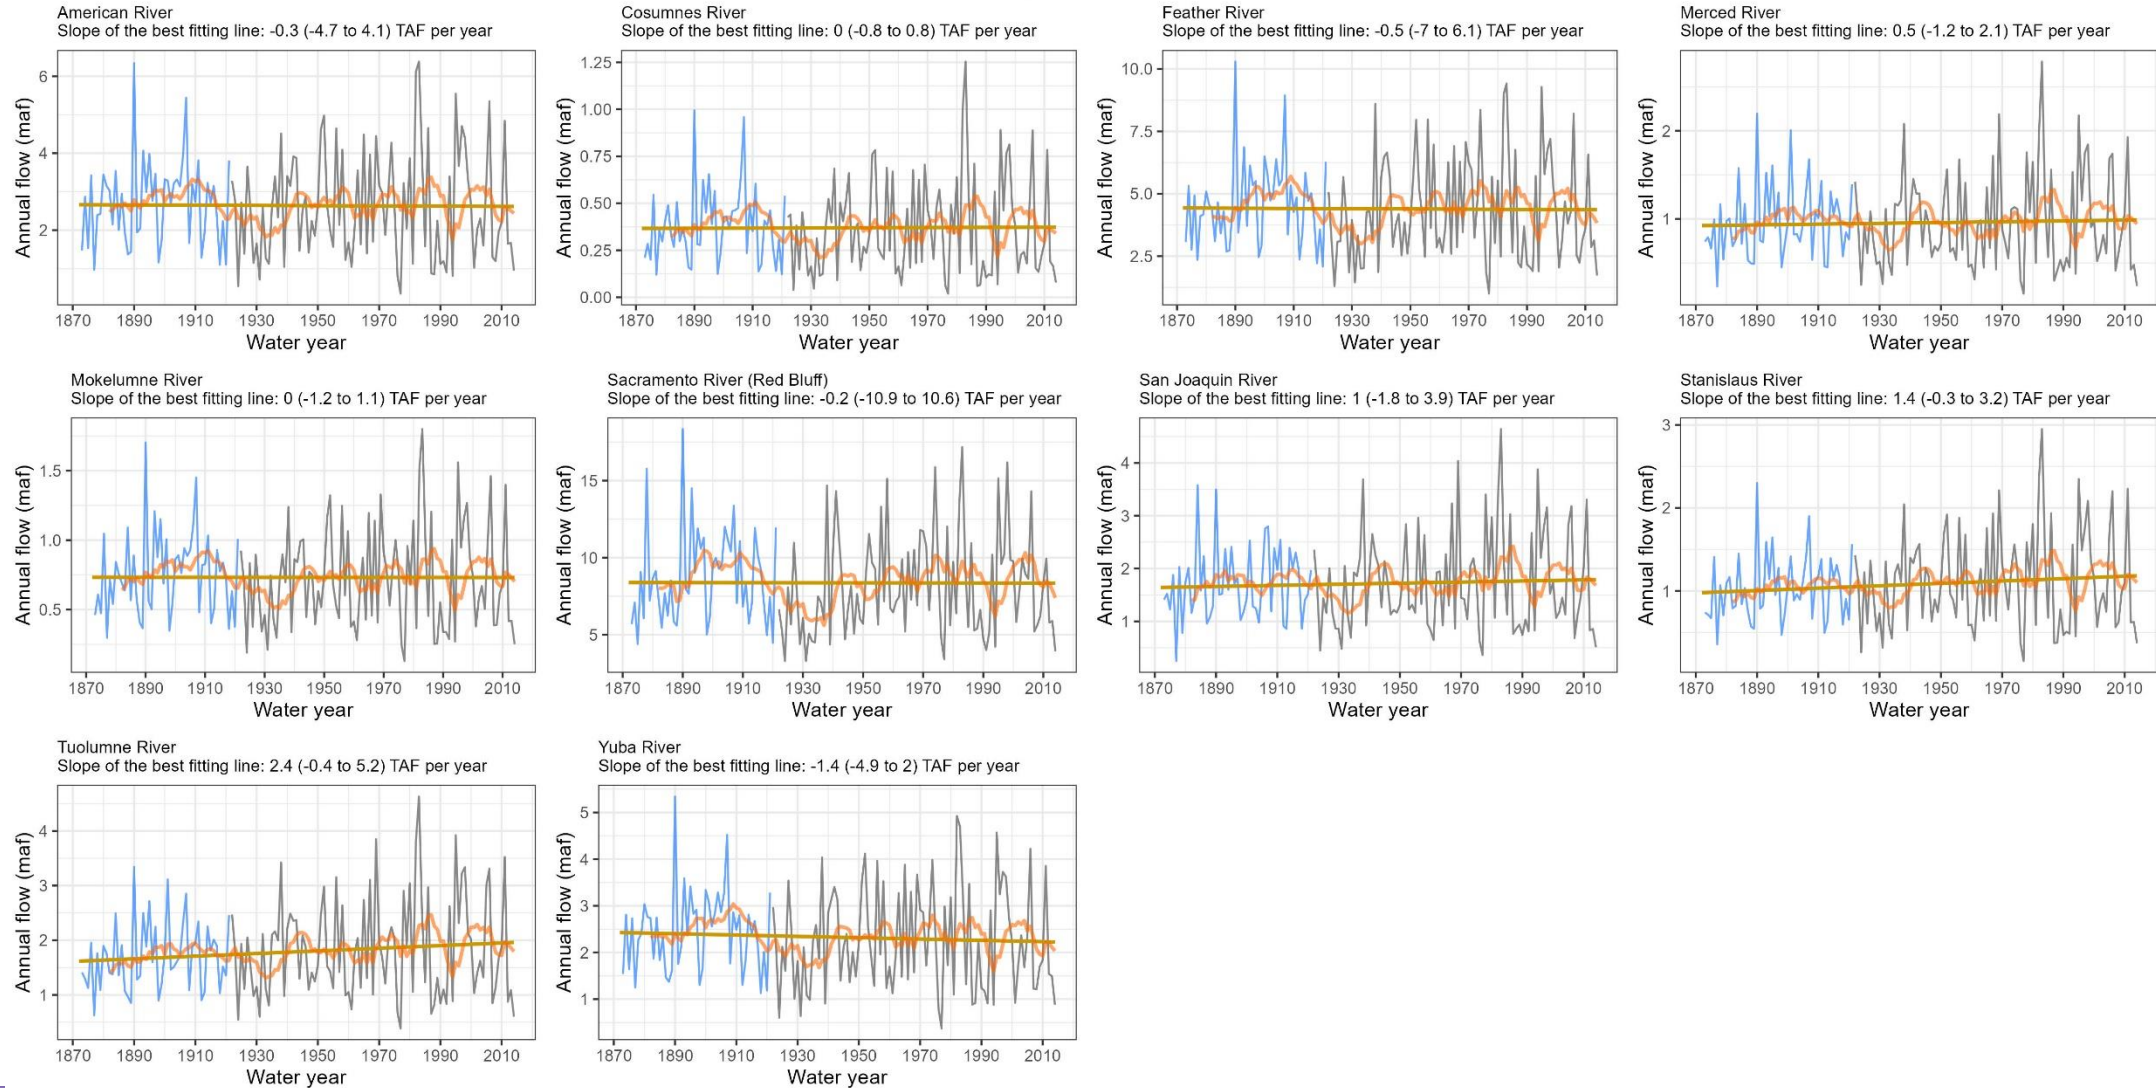 American River
Slope of the best fitting line: -0.3 (-4.7 to 4.1) TAF per year
Annual flow (maf)
6
4
2
1870 1890 1910 1930 1950 1970 1990 2010
Water year
Cosumnes River
Slope of the best fitting line: 0 (-0.8 to 0.8) TAF per year
Annual flow (maf)
1.25
1.00
0.75
0.50
0.25
0.00
1870 1890 1910 1930 1950 1970 1990 2010
Water year
Feather River
Slope of the best fitting line: -0.5 (-7 to 6.1) TAF per year
Annual flow (maf)
10.0
7.5
5.0
2.5
1870 1890 1910 1930 1950 1970 1990 2010
Water year
Merced River
Slope of the best fitting line: 0.5 (-1.2 to 2.1) TAF per year
Annual flow (maf)
2
1
1870 1890 1910 1930 1950 1970 1990 2010
Water year
Mokelumne River
Slope of the best fitting line: 0 (-1.2 to 1.1) TAF per year
Annual flow (maf)
1.5
1.0
0.5
1870 1890 1910 1930 1950 1970 1990 2010
Water year
Sacramento River (Red Bluff)
Slope of the best fitting line: -0.2 (-10.9 to 10.6) TAF per year
Annual flow (maf)
15
10
5
1870 1890 1910 1930 1950 1970 1990 2010
Water year
San Joaquin River
Slope of the best fitting line: 1 (-1.8 to 3.9) TAF per year
Annual flow (maf)
4
3
2
1
1870 1890 1910 1930 1950 1970 1990 2010
Water year
Stanislaus River
Slope of the best fitting line: 1.4 (-0.3 to 3.2) TAF per year
Annual flow (maf)
3
2
1
1870 1890 1910 1930 1950 1970 1990 2010
Water year
Tuolumne River
Slope of the best fitting line: 2.4 (-0.4 to 5.2) TAF per year
Annual flow (maf)
4
3
2
1
1870 1890 1910 1930 1950 1970 1990 2010
Water year
Yuba River
Slope of the best fitting line: -1.4 (-4.9 to 2) TAF per year
Annual flow (maf)
5
4
3
2
1
1870 1890 1910 1930 1950 1970 1990 2010
Water year